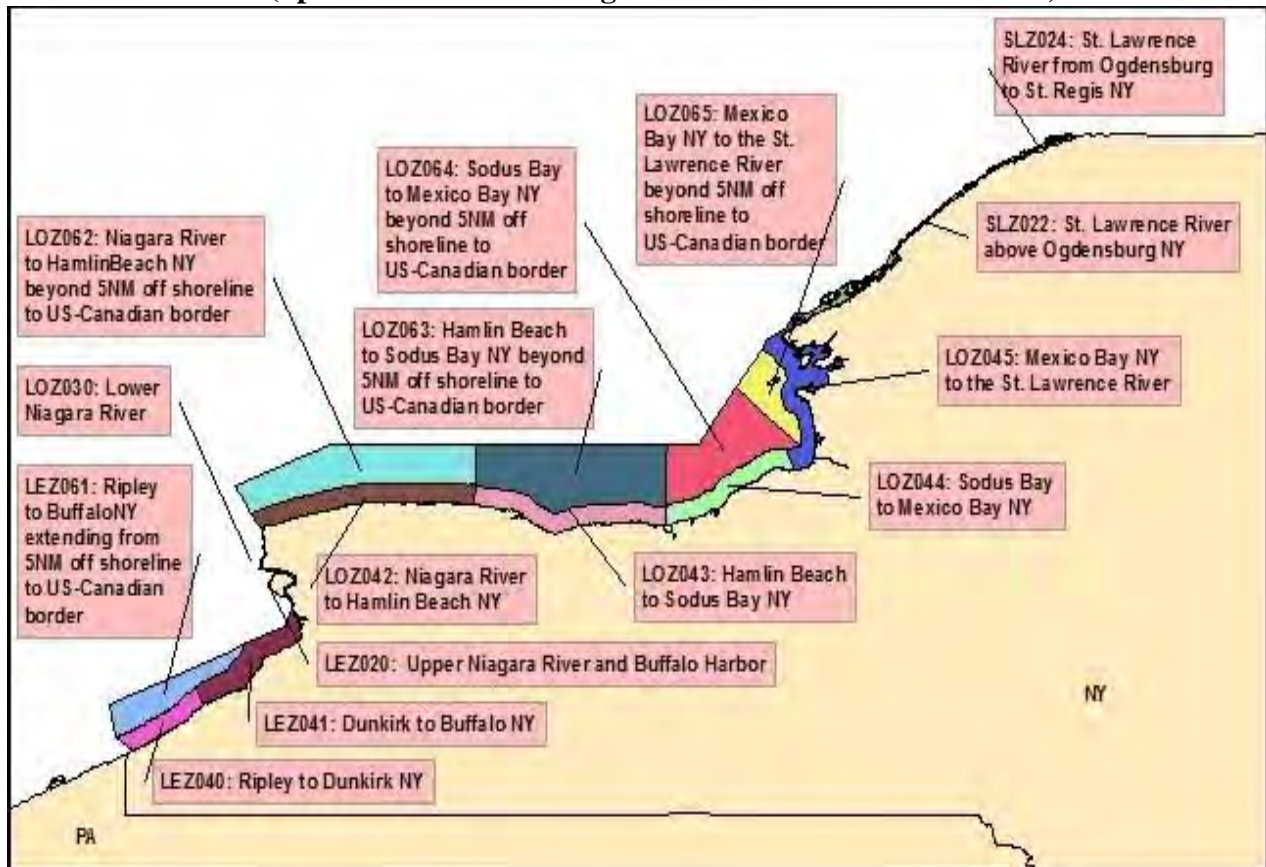 SLZ024: St. Lawrence
River from Ogdensburg
to St. Regis NY
LOZ065: Mexico
Bay NY to the St.
Lawrence River
beyond 5NM off
shoreline to
US-Canadian border
LOZ064: Sodus Bay
to Mexico Bay NY
beyond 5NM off
shoreline to
US-Canadian border
LOZ062: Niagara River
to HamlinBeach NY
beyond 5NM off shoreline
to US-Canadian border
SLZ022: St. Lawrence River
above Ogdensburg NY
LOZ063: Hamlin Beach
to Sodus Bay NY beyond
5NM off shoreline to
US-Canadian border
LOZ045: Mexico Bay NY
to the St. Lawrence River
LOZ030: Lower
Niagara River
LEZ061: Ripley
to BuffaloNY
extending from
5NM off shoreline
to US-Canadian
border
LOZ044: Sodus Bay
to Mexico Bay NY
LOZ042: Niagara River
to Hamlin Beach NY
LOZ043: Hamlin Beach
to Sodus Bay NY
LEZ020: Upper Niagara River and Buffalo Harbor
NY
LEZ041: Dunkirk to Buffalo NY
LEZ040: Ripley to Dunkirk NY
PA